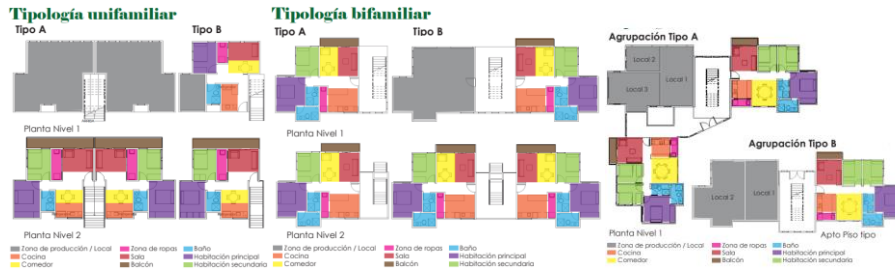 Tipología unifamiliar
Tipo A
Tipo B
Planta Nivel 1
Planta Nivel 2
Zona de producción / Local
Cocina
Comedor
Zona de ropas
Sala
Balcón
Baño
Habitación principal
Habitación secundaria
Tipología bifamiliar
Tipo A
Tipo B
Planta Nivel 1
Planta Nivel 2
Zona de producción / Local
Cocina
Comedor
Zona de ropas
Sala
Balcón
Baño
Habitación principal
Habitación secundaria
Agrupación Tipo A
Local 2
Local 1
Local 3
Agrupación Tipo B
Local 2
Local 1
Planta Nivel 1
Apto Piso tipo
Zona de producción / Local
Cocina
Comedor
Zona de ropas
Sala
Balcón
Baño
Habitación principal
Habitación secundaria